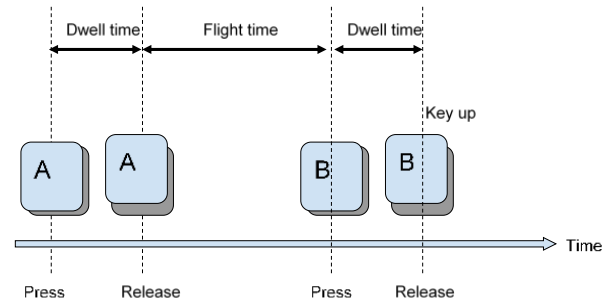 Dwell time Flight time Dwell time
Key up
A A B B
Time
Press Release Press Release